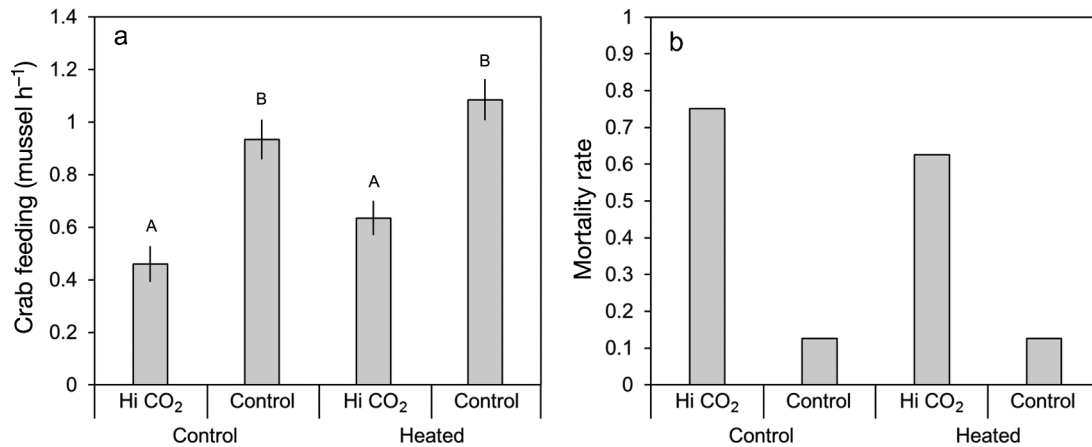 a
Crab feeding (mussel h⁻¹)
1.4
1.2
1
0.8
0.6
0.4
0.2
0
A
B
A
B
Hi CO₂ Control Hi CO₂ Control
Control Heated
b
Mortality rate
1
0.9
0.8
0.7
0.6
0.5
0.4
0.3
0.2
0.1
0
Hi CO₂ Control Hi CO₂ Control
Control Heated